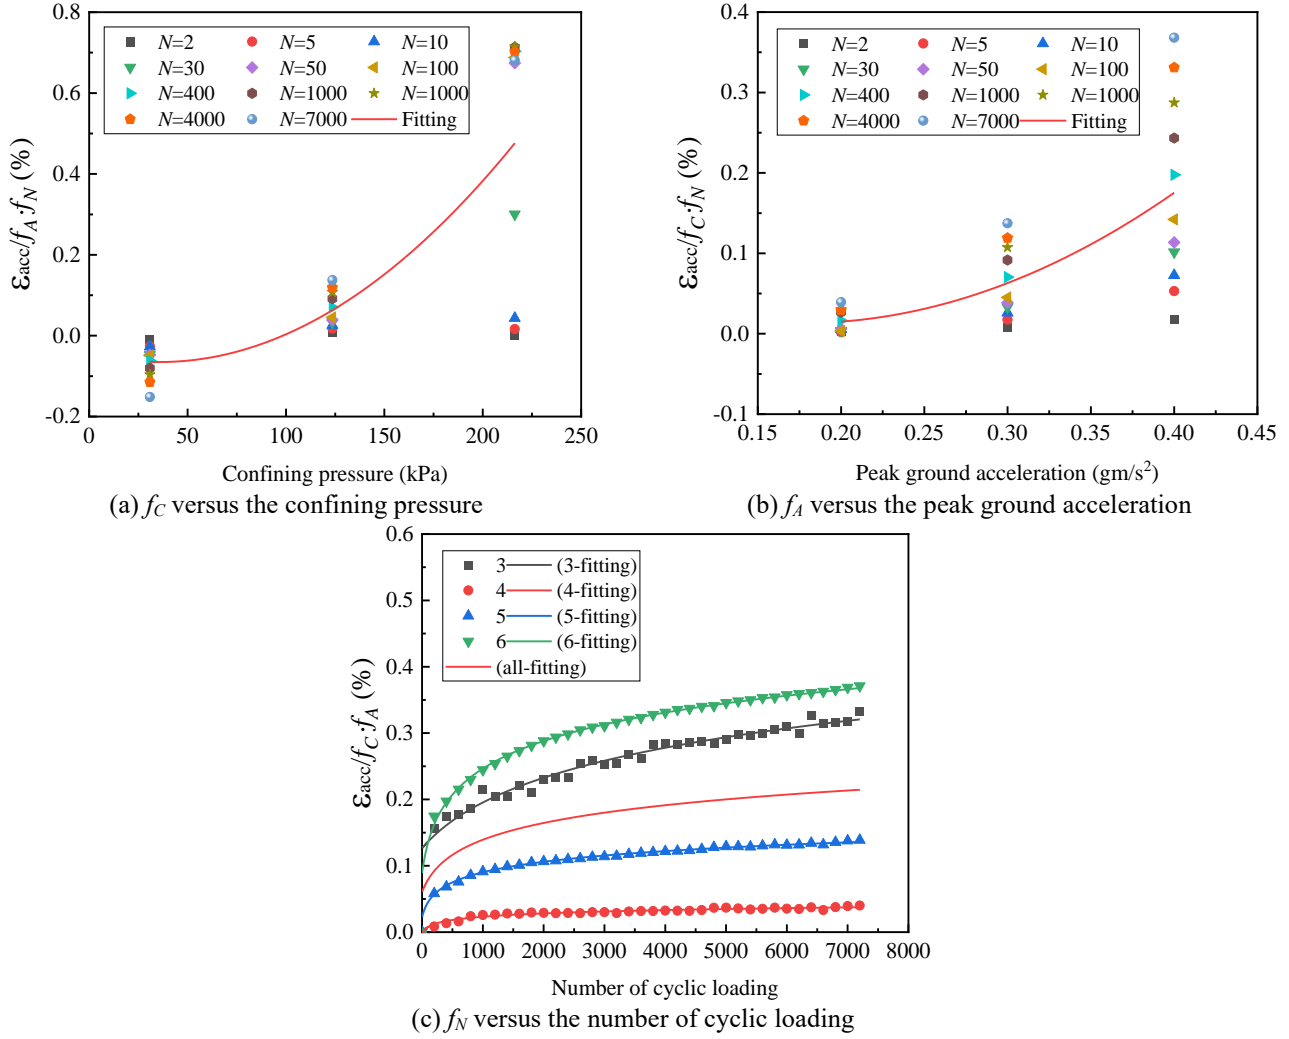 N=2 N=5 N=10
N=30 N=50 N=100
N=400 N=1000 N=1000
N=4000 N=7000 Fitting
0.8
0.6
0.4
0.2
0.0
-0.2
εacc/fA·fN (%)
0 50 100 150 200 250
Confining pressure (kPa)
(a) fC versus the confining pressure
N=2 N=5 N=10
N=30 N=50 N=100
N=400 N=1000 N=1000
N=4000 N=7000 Fitting
0.4
0.3
0.2
0.1
0.0
-0.1
εacc/fC·fN (%)
0.15 0.20 0.25 0.30 0.35 0.40 0.45
Peak ground acceleration (gm/s²)
(b) fA versus the peak ground acceleration
3 (3-fitting)
4 (4-fitting)
5 (5-fitting)
6 (6-fitting)
(all-fitting)
0.6
0.5
0.4
0.3
0.2
0.1
0.0
εacc/fC·fA (%)
0 1000 2000 3000 4000 5000 6000 7000 8000
Number of cyclic loading
(c) fN versus the number of cyclic loading